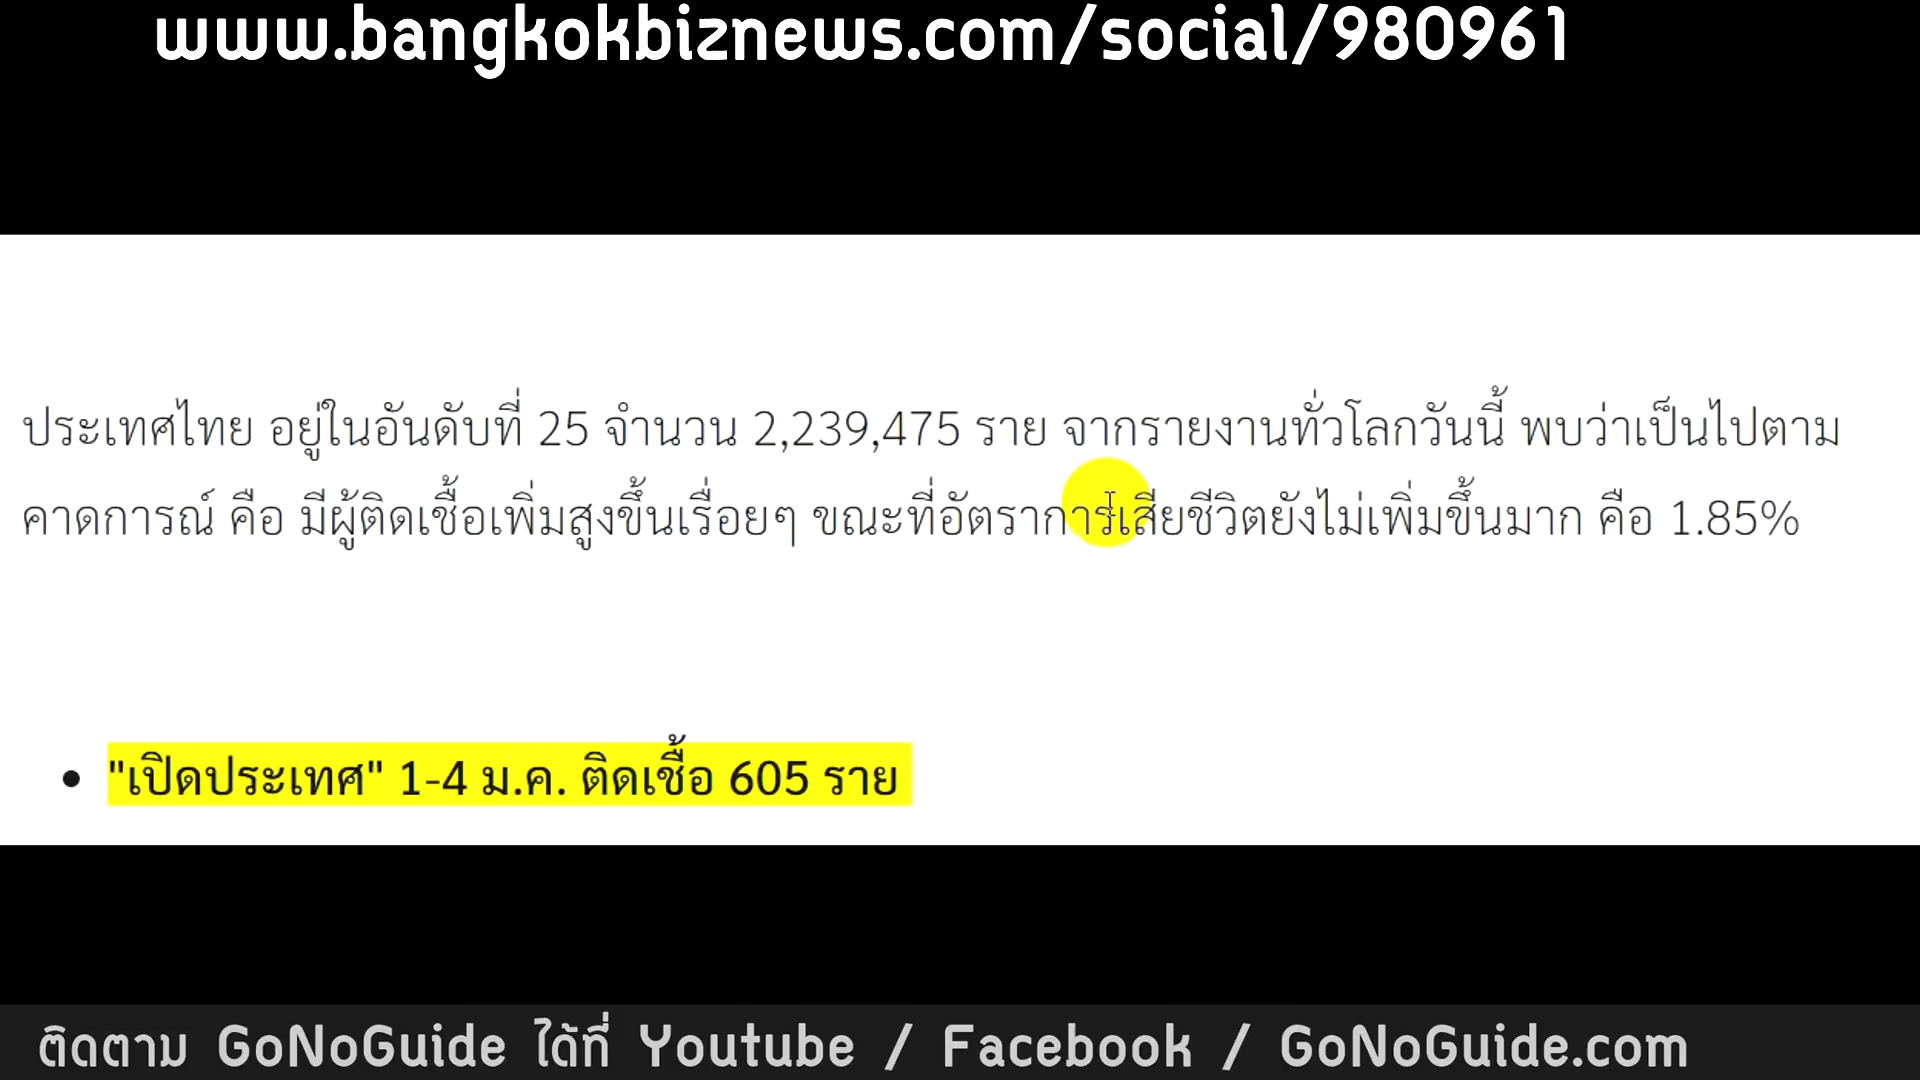 www.bangkokbiznews.com/social/980961
ประเทศไทย อยู่ในอันดับที่ 25 จำนวน 2,239,475 ราย จากรายงานทั่วโลกวันนี้ พบว่าเป็นไปตาม
คาดการณ์ คือ มีผู้ติดเชื้อเพิ่มสูงขึ้นเรื่อยๆ ขณะที่อัตราการเสียชีวิตยังไม่เพิ่มขึ้นมาก คือ 1.85%
• "เปิดประเทศ" 1-4 ม.ค. ติดเชื้อ 605 ราย
ติดตาม GoNoGuide ได้ที่ Youtube / Facebook / GoNoGuide.com